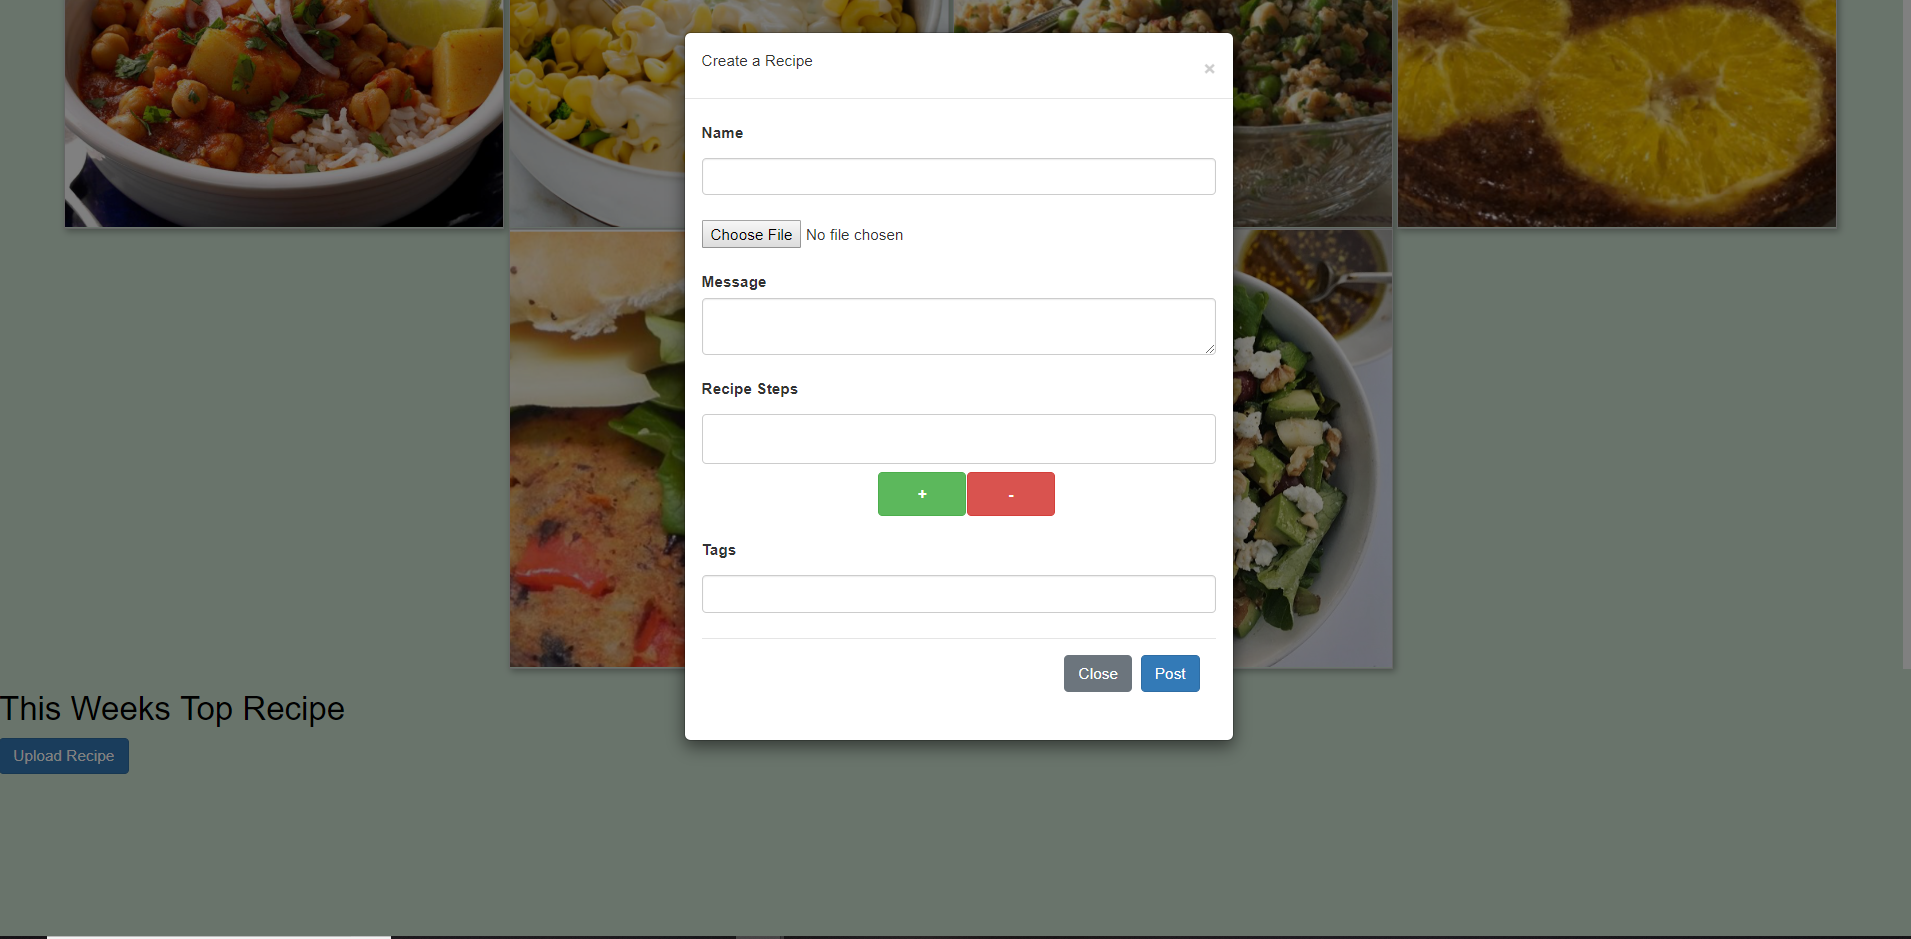 Create a Recipe
×
Name
Choose File No file chosen
Message
Recipe Steps
+ -
Tags
Close Post
This Weeks Top Recipe
Upload Recipe